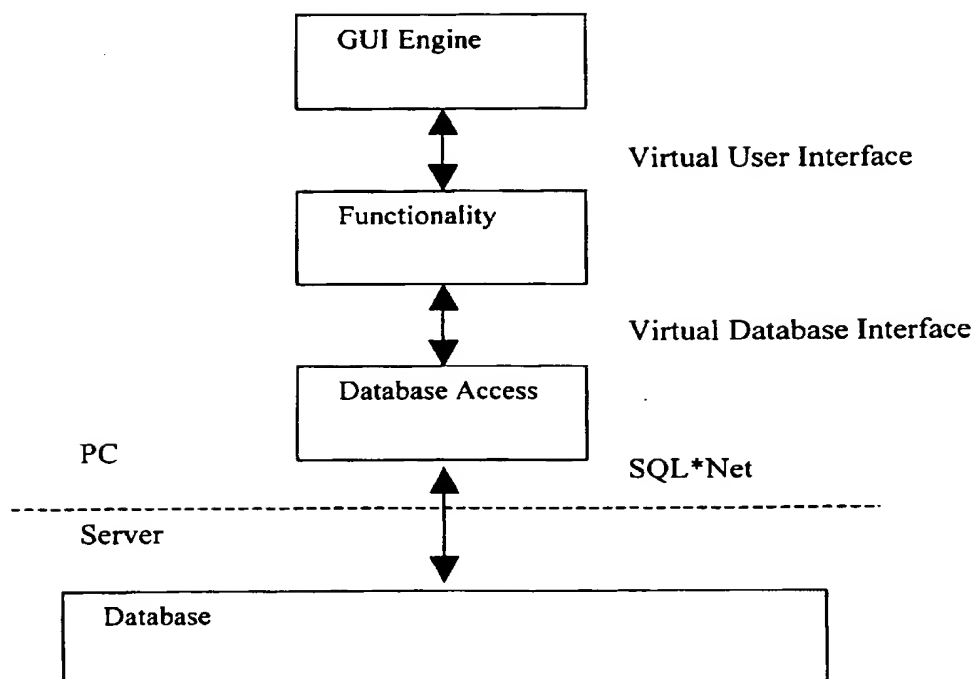 GUI Engine
Virtual User Interface
Functionality
Virtual Database Interface
Database Access
PC
SQL*Net
Server
Database